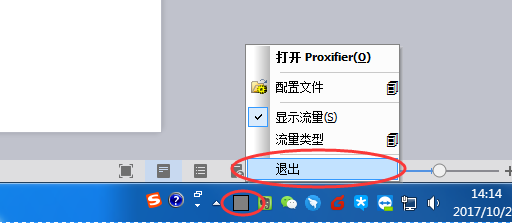 打开 Proxifier(O)
配置文件
显示流量(S)
流量类型
退出
14:14
2017/10/2